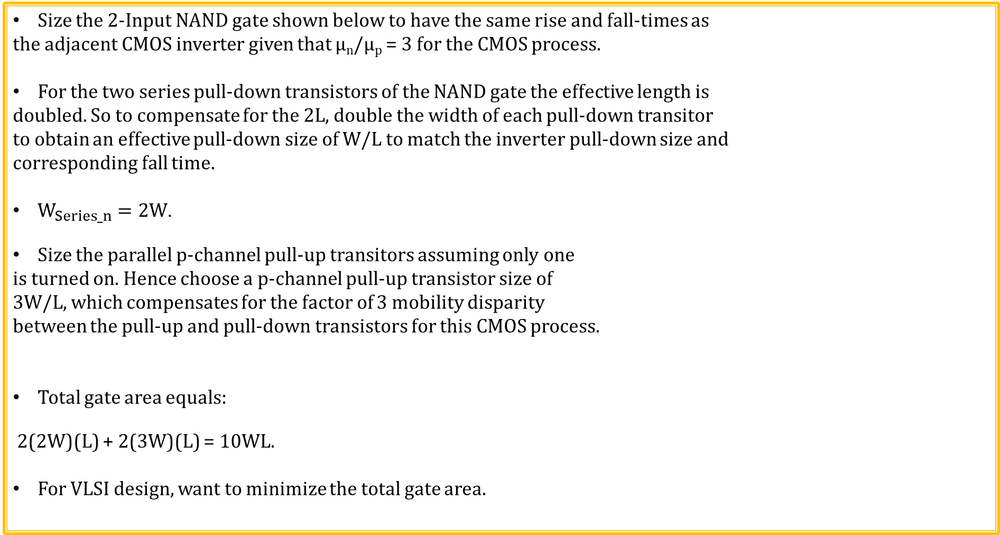 • Size the 2-Input NAND gate shown below to have the same rise and fall-times as
the adjacent CMOS inverter given that μₙ/μₚ = 3 for the CMOS process.
• For the two series pull-down transistors of the NAND gate the effective length is
doubled. So to compensate for the 2L, double the width of each pull-down transitor
to obtain an effective pull-down size of W/L to match the inverter pull-down size and
corresponding fall time.
• W_Series_n = 2W.
• Size the parallel p-channel pull-up transitors assuming only one
is turned on. Hence choose a p-channel pull-up transistor size of
3W/L, which compensates for the factor of 3 mobility disparity
between the pull-up and pull-down transistors for this CMOS process.
• Total gate area equals:
2(2W)(L) + 2(3W)(L) = 10WL.
• For VLSI design, want to minimize the total gate area.